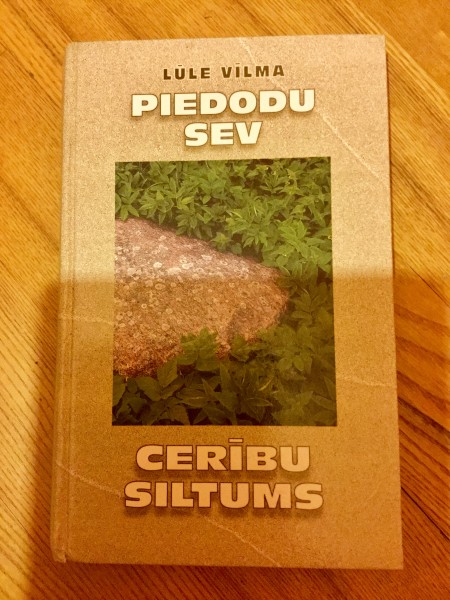 LŪLE VĪLMA
PIEDODU
SEV
CERĪBU
SILTUMS